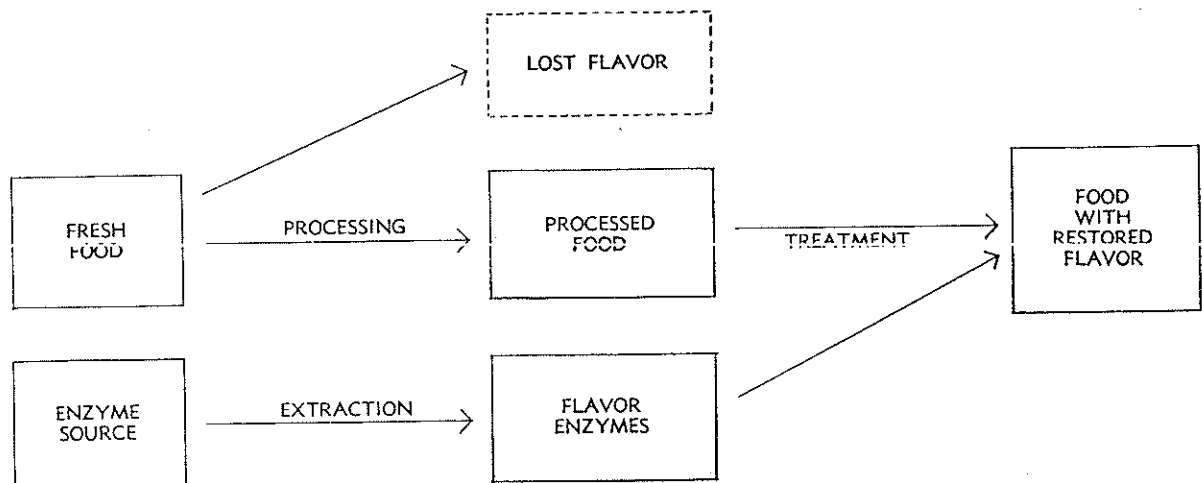 LOST FLAVOR
FRESH
FOOD
PROCESSING
PROCESSED
FOOD
TREATMENT
FOOD
WITH
RESTORED
FLAVOR
ENZYME
SOURCE
EXTRACTION
FLAVOR
ENZYMES